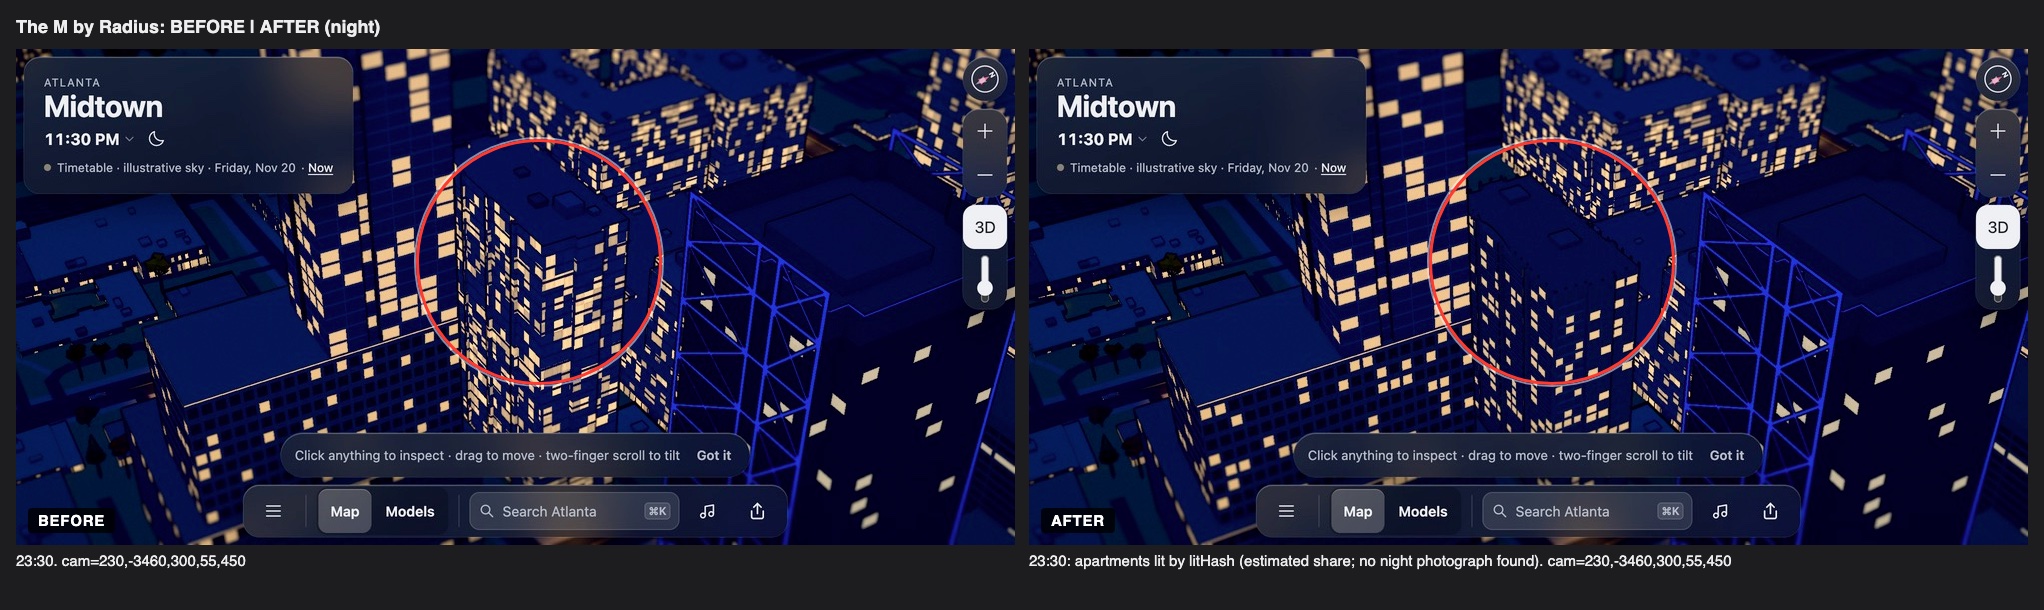 The M by Radius: BEFORE | AFTER (night)
ATLANTA
Midtown
11:30 PM
Timetable · illustrative sky · Friday, Nov 20 · Now
+
−
3D
Click anything to inspect · drag to move · two-finger scroll to tilt Got it
Map Models Search Atlanta ⌘K
BEFORE
23:30. cam=230,-3460,300,55,450
ATLANTA
Midtown
11:30 PM
Timetable · illustrative sky · Friday, Nov 20 · Now
+
−
3D
Click anything to inspect · drag to move · two-finger scroll to tilt Got it
Map Models Search Atlanta ⌘K
AFTER
23:30: apartments lit by litHash (estimated share; no night photograph found). cam=230,-3460,300,55,450